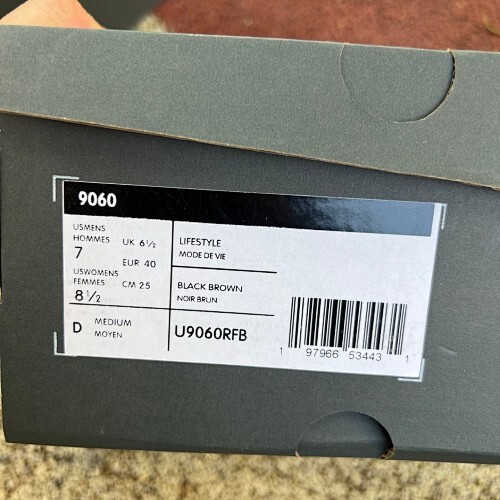 9060
USMENS
HOMMES
7
UK 6½
EUR 40
USWOMENS
FEMMES
8½
CM 25
LIFESTYLE
MODE DE VIE
BLACK BROWN
NOIR BRUN
D MEDIUM
MOYEN
U9060RFB
1 97966 53443 1